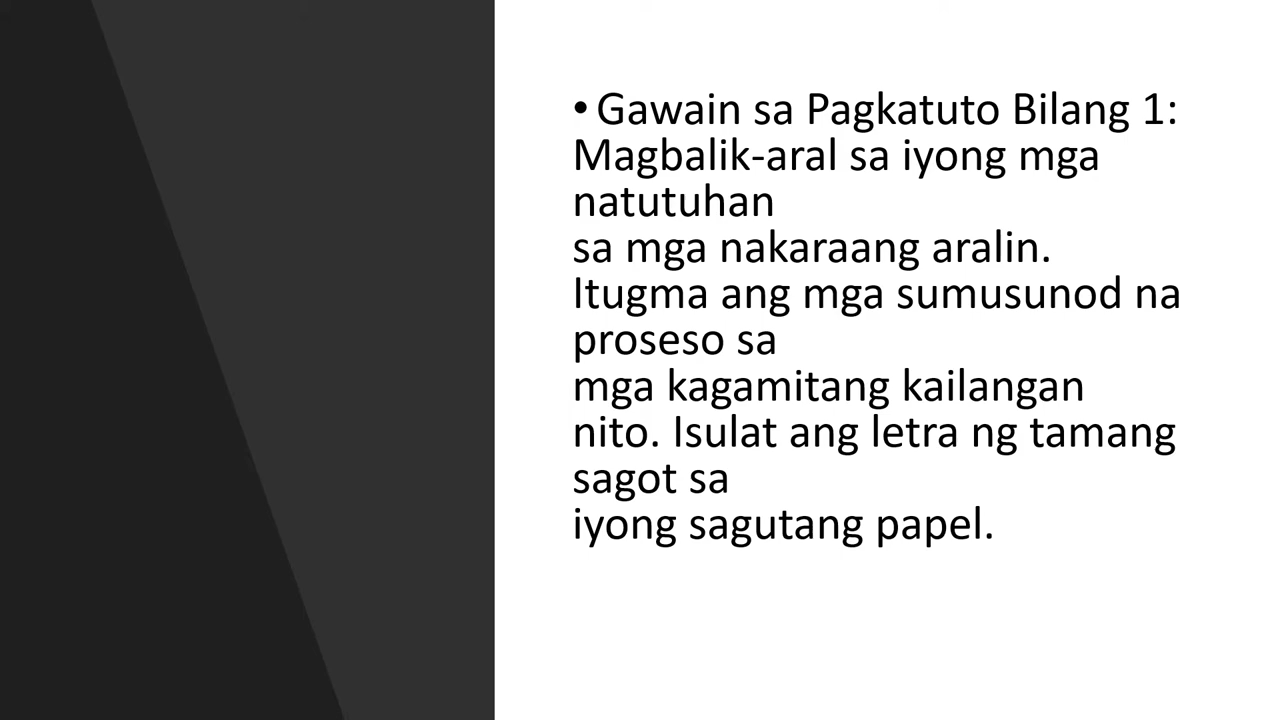 • Gawain sa Pagkatuto Bilang 1:
Magbalik-aral sa iyong mga
natutuhan
sa mga nakaraang aralin.
Itugma ang mga sumusunod na
proseso sa
mga kagamitang kailangan
nito. Isulat ang letra ng tamang
sagot sa
iyong sagutang papel.